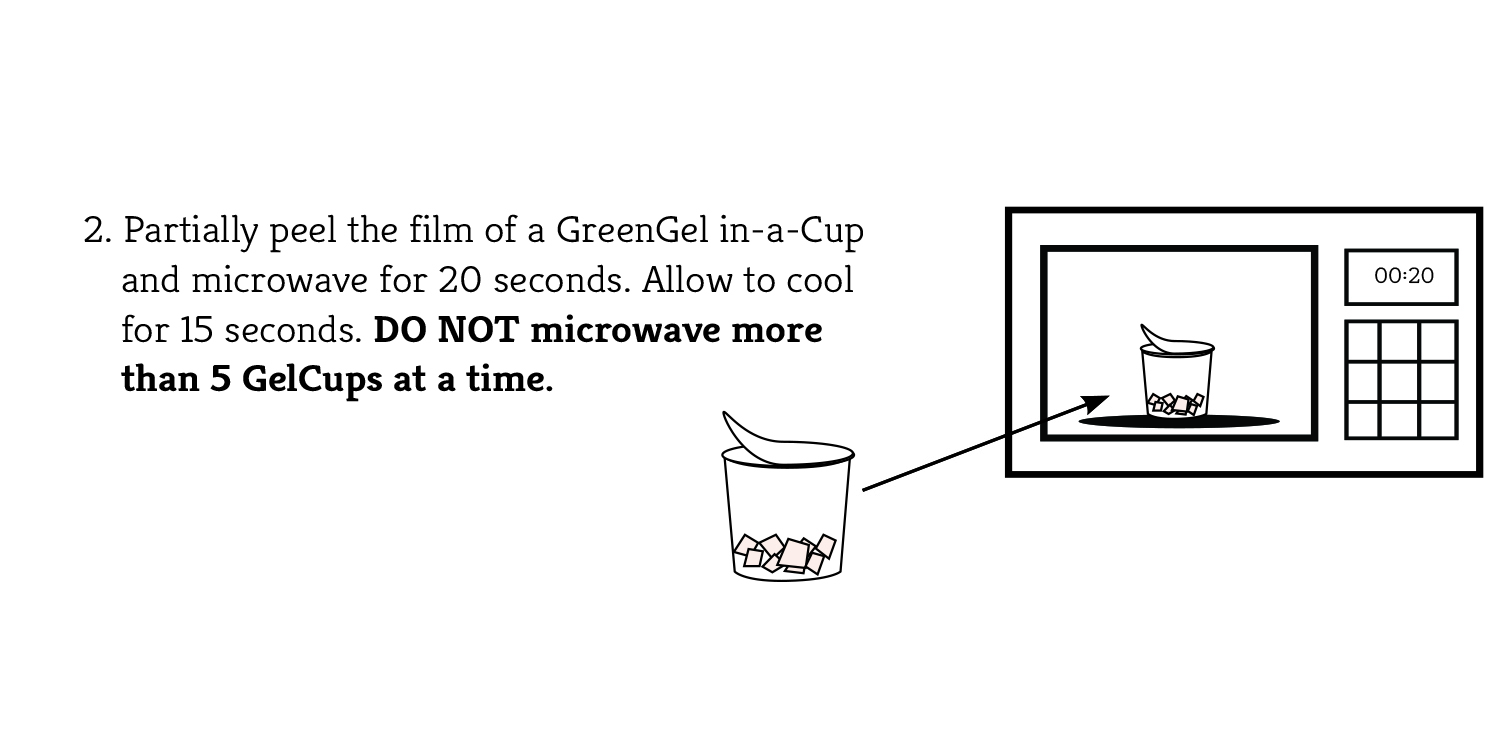 2. Partially peel the film of a GreenGel in-a-Cup
and microwave for 20 seconds. Allow to cool
for 15 seconds. DO NOT microwave more
than 5 GelCups at a time.
00:20